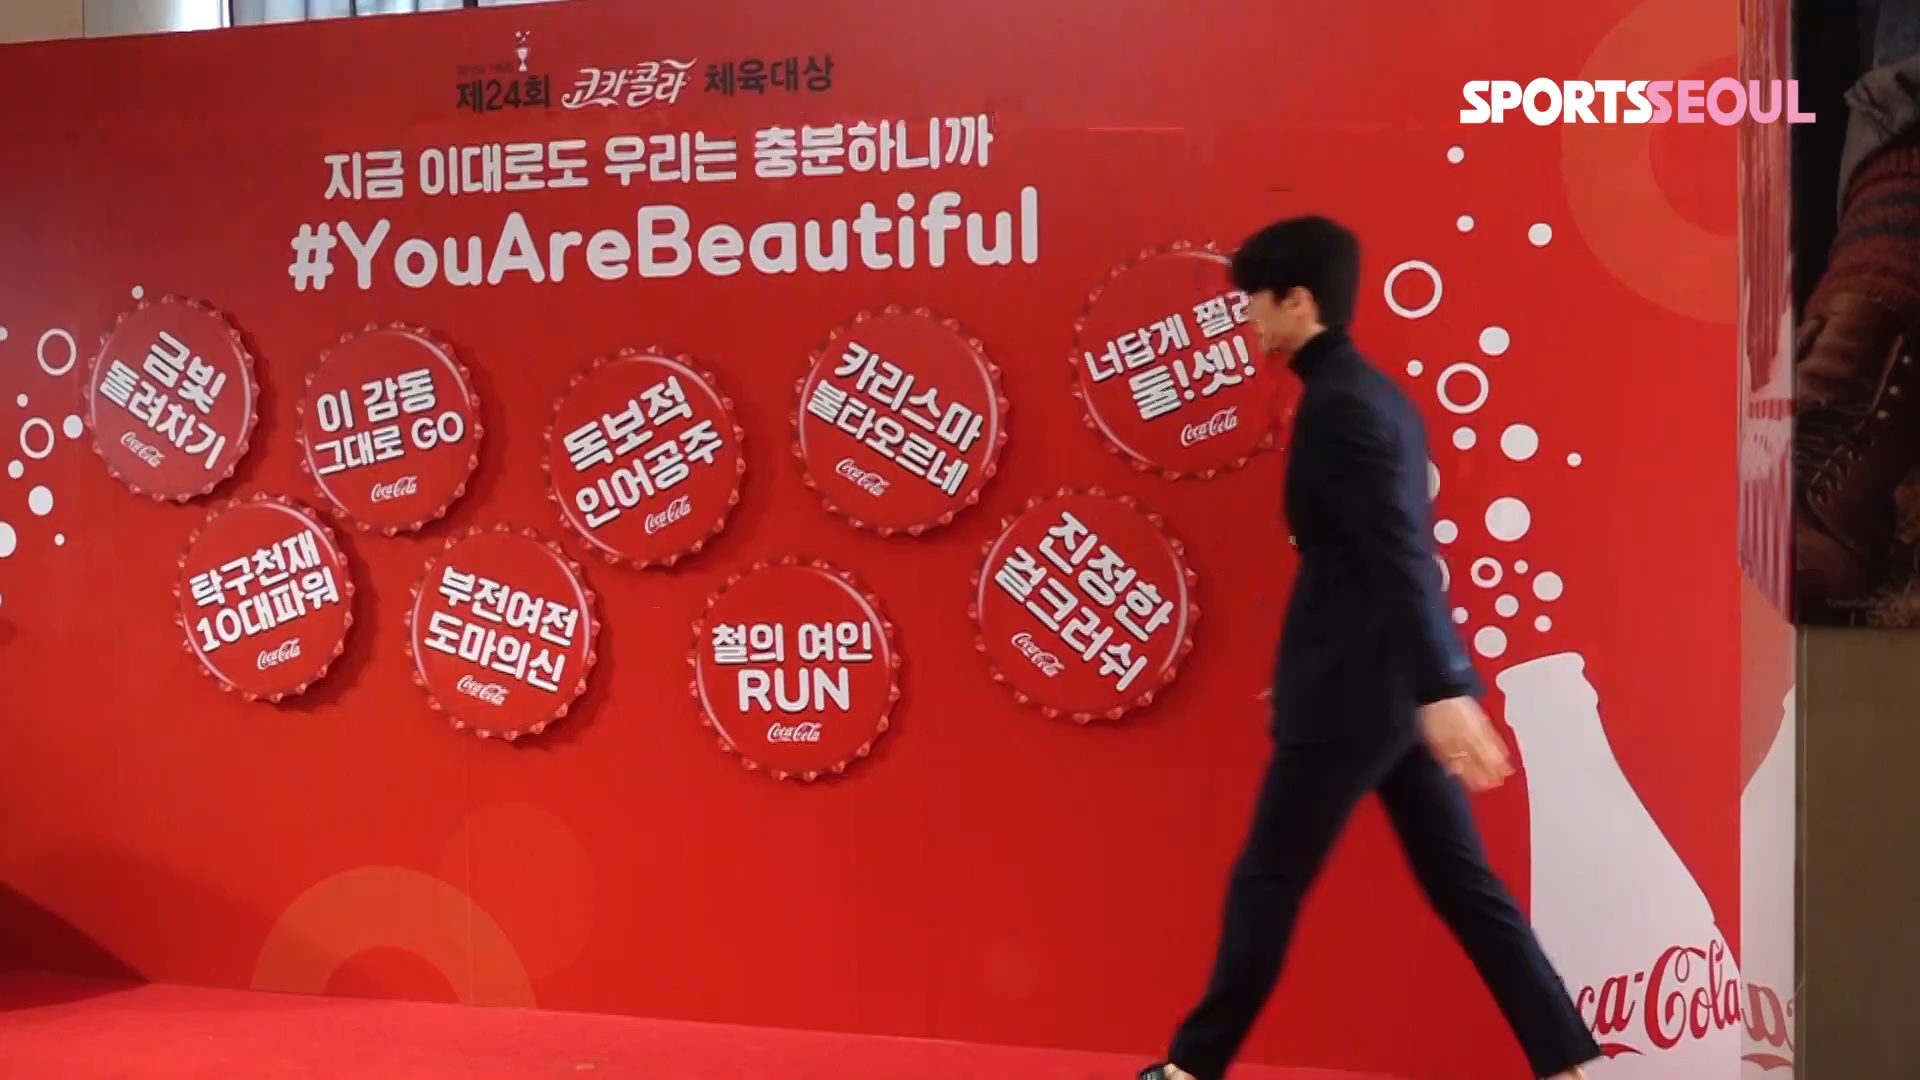 SPORTSSEOUL
제24회 코카-콜라 체육대상
지금 이대로도 우리는 충분하니까
#YouAreBeautiful
금빛
돌려차기
Coca-Cola
이 감동
그대로 GO
Coca-Cola
독보적
인어공주
Coca-Cola
카리스마
불타오르네
Coca-Cola
너답게
둘!셋!
Coca-Cola
탁구천재
10대파워
Coca-Cola
부전여전
도마의신
Coca-Cola
철의 여인
RUN
Coca-Cola
진정한
걸크러쉬
Coca-Cola
ca-Cola